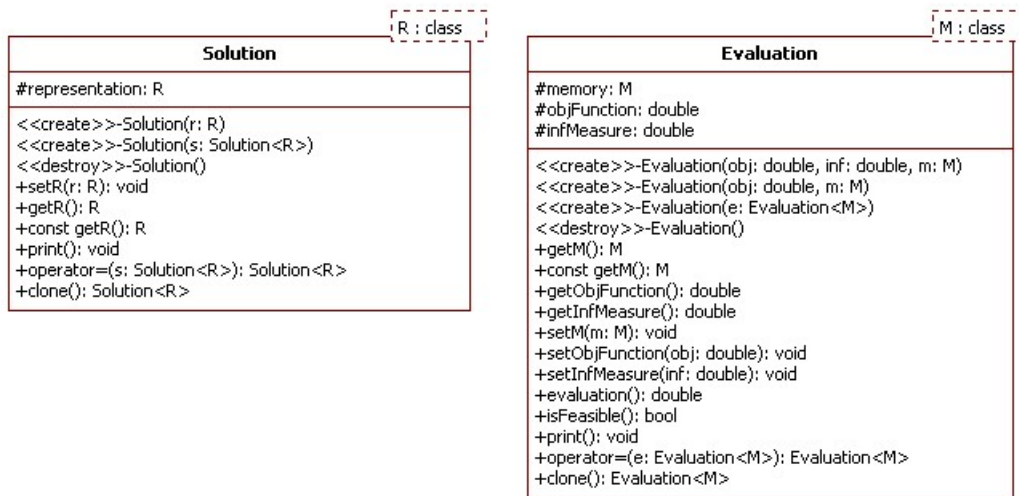 R : class
Solution
#representation: R
<<create>>-Solution(r: R)
<<create>>-Solution(s: Solution<R>)
<<destroy>>-Solution()
+setR(r: R): void
+getR(): R
+const getR(): R
+print(): void
+operator=(s: Solution<R>): Solution<R>
+clone(): Solution<R>
M : class
Evaluation
#memory: M
#objFunction: double
#infMeasure: double
<<create>>-Evaluation(obj: double, inf: double, m: M)
<<create>>-Evaluation(obj: double, m: M)
<<create>>-Evaluation(e: Evaluation<M>)
<<destroy>>-Evaluation()
+getM(): M
+const getM(): M
+getObjFunction(): double
+getInfMeasure(): double
+setM(m: M): void
+setObjFunction(obj: double): void
+setInfMeasure(inf: double): void
+evaluation(): double
+isFeasible(): bool
+print(): void
+operator=(e: Evaluation<M>): Evaluation<M>
+clone(): Evaluation<M>